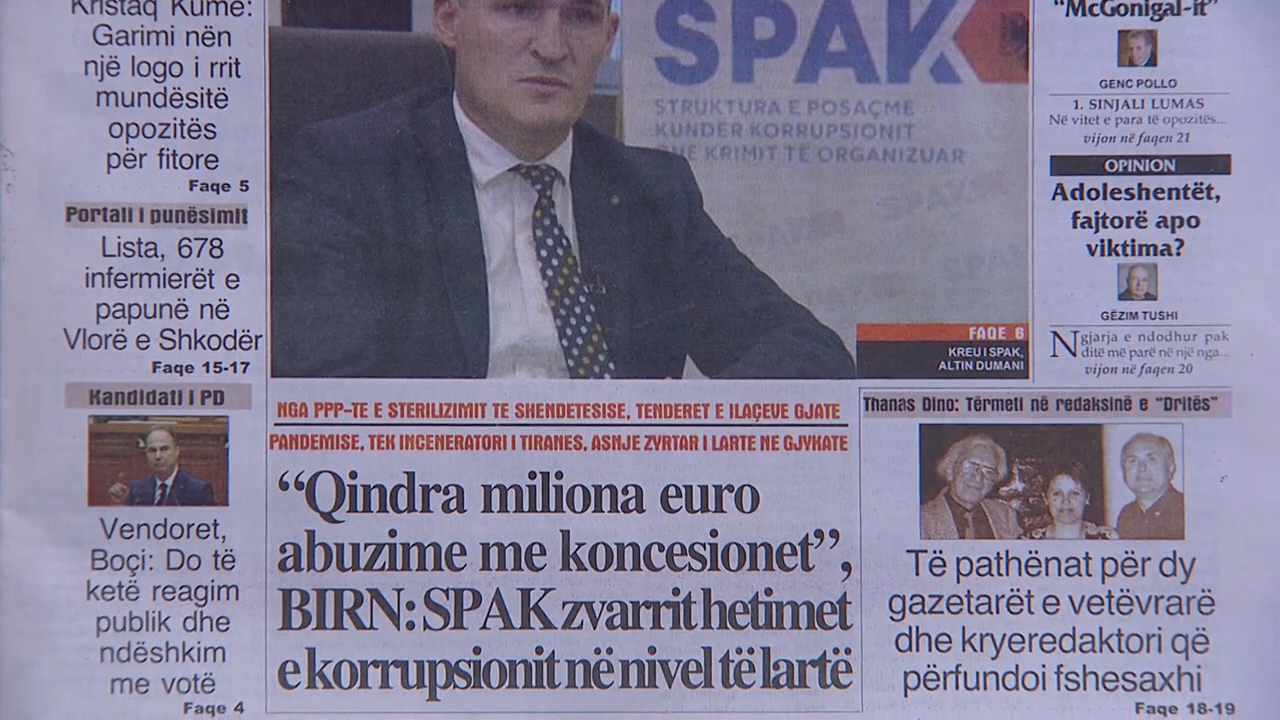 Kristaq Kume:
Garimi nën
një logo i rrit
mundësitë
opozitës
për fitore
Faqe 5
Portali i punësimit
Lista, 678
infermierët e
papunë në
Vlorë e Shkodër
Faqe 15-17
Kandidati i PD
Vendoret,
Boçi: Do të
ketë reagim
publik dhe
ndëshkim
me votë
Faqe 4
SPAK
STRUKTURA E POSAÇME
KUNDER KORRUPSIONIT
DHE KRIMIT TË ORGANIZUAR
FAQE 6
KREU I SPAK,
ALTIN DUMANI
NGA PPP-TE E STERILIZIMIT TE SHENDETESISE, TENDERET E ILAÇEVE GJATE
PANDEMISE, TEK INCENERATORI I TIRANES, ASNJE ZYRTAR I LARTE NE GJYKATE
“Qindra miliona euro
abuzime me koncesionet”,
BIRN: SPAK zvarrit hetimet
e korrupsionit në nivel të lartë
“McGonigal-it”
GENC POLLO
1. SINJALI LUMAS
Në vitet e para të opozitës...
vijon në faqen 21
OPINION
Adoleshentët,
fajtorë apo
viktima?
GËZIM TUSHI
Ngjarja e ndodhur pak
ditë më parë në një nga...
vijon në faqen 20
Thanas Dino: Tërmeti në redaksinë e “Dritës”
Të pathënat për dy
gazetarët e vetëvrarë
dhe kryeredaktori që
përfundoi fshesaxhi
Faqe 18-19